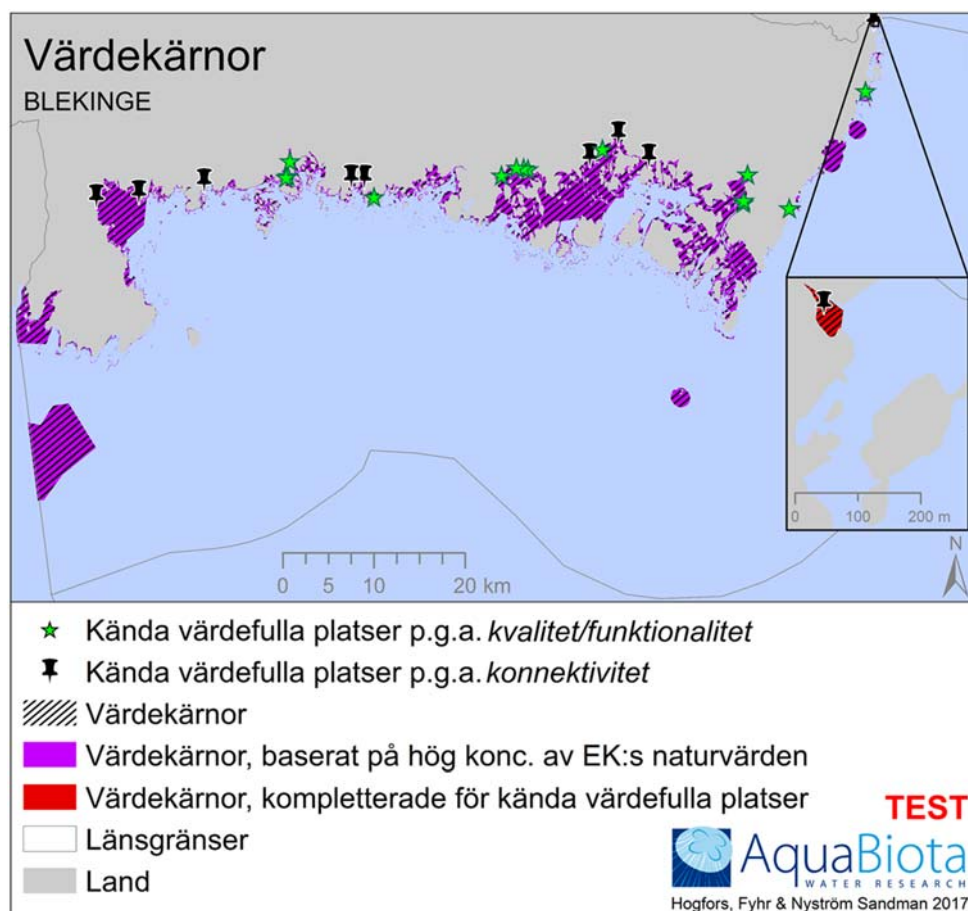 Värdekärnor
BLEKINGE
0 100 200 m
0 10 20 km
N
Kända värdefulla platser p.g.a. kvalitet/funktionalitet
Kända värdefulla platser p.g.a. konnektivitet
Värdekärnor
Värdekärnor, baserat på hög konc. av EK:s naturvärden
Värdekärnor, kompletterade för kända värdefulla platser
Länsgränser
Land
TEST
AquaBiota
WATER RESEARCH
Hogfors, Fyhr & Nyström Sandman 2017